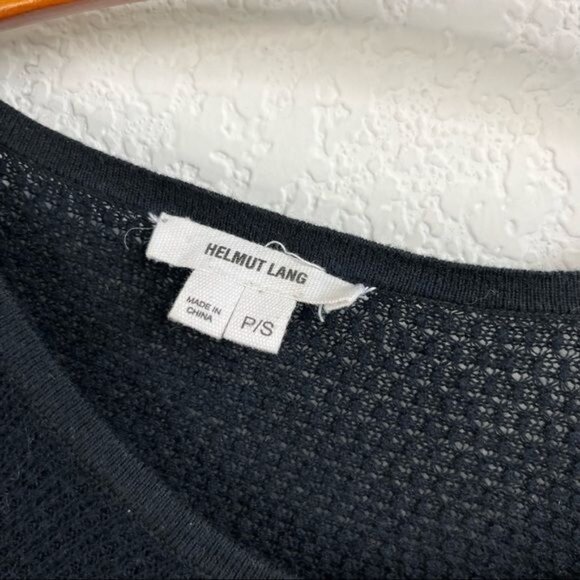 HELMUT LANG
MADE IN
CHINA
P/S